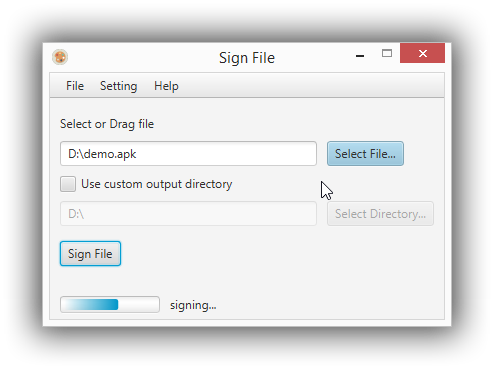 Sign File
File Setting Help
Select or Drag file
D:\demo.apk Select File...
Use custom output directory
D:\ Select Directory...
Sign File
signing...